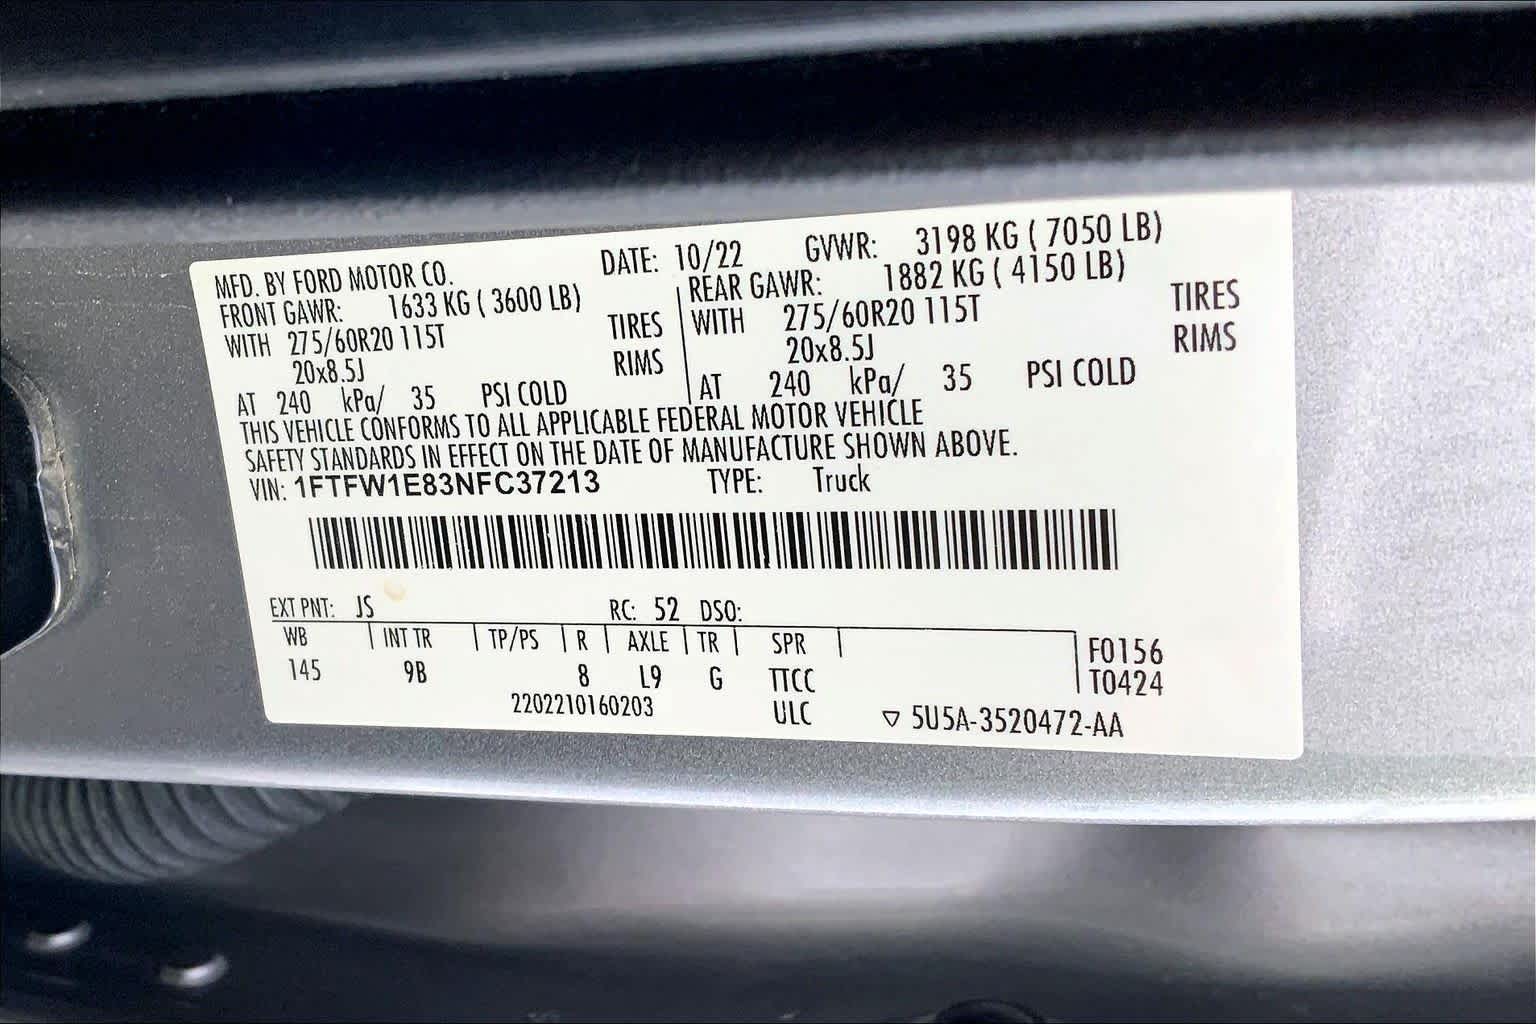 MFD. BY FORD MOTOR CO. DATE: 10/22 GVWR: 3198 KG ( 7050 LB)
FRONT GAWR: 1633 KG ( 3600 LB) REAR GAWR: 1882 KG ( 4150 LB)
WITH 275/60R20 115T TIRES WITH 275/60R20 115T TIRES
20x8.5J RIMS 20x8.5J RIMS
AT 240 kPa/ 35 PSI COLD AT 240 kPa/ 35 PSI COLD
THIS VEHICLE CONFORMS TO ALL APPLICABLE FEDERAL MOTOR VEHICLE
SAFETY STANDARDS IN EFFECT ON THE DATE OF MANUFACTURE SHOWN ABOVE.
VIN: 1FTFW1E83NFC37213 TYPE: Truck
EXT PNT: JS RC: 52 DSO:
WB INT TR TP/PS R AXLE TR SPR F0156
145 9B 8 L9 G TTCC T0424
2202210160203 ULC ▽ 5U5A-3520472-AA